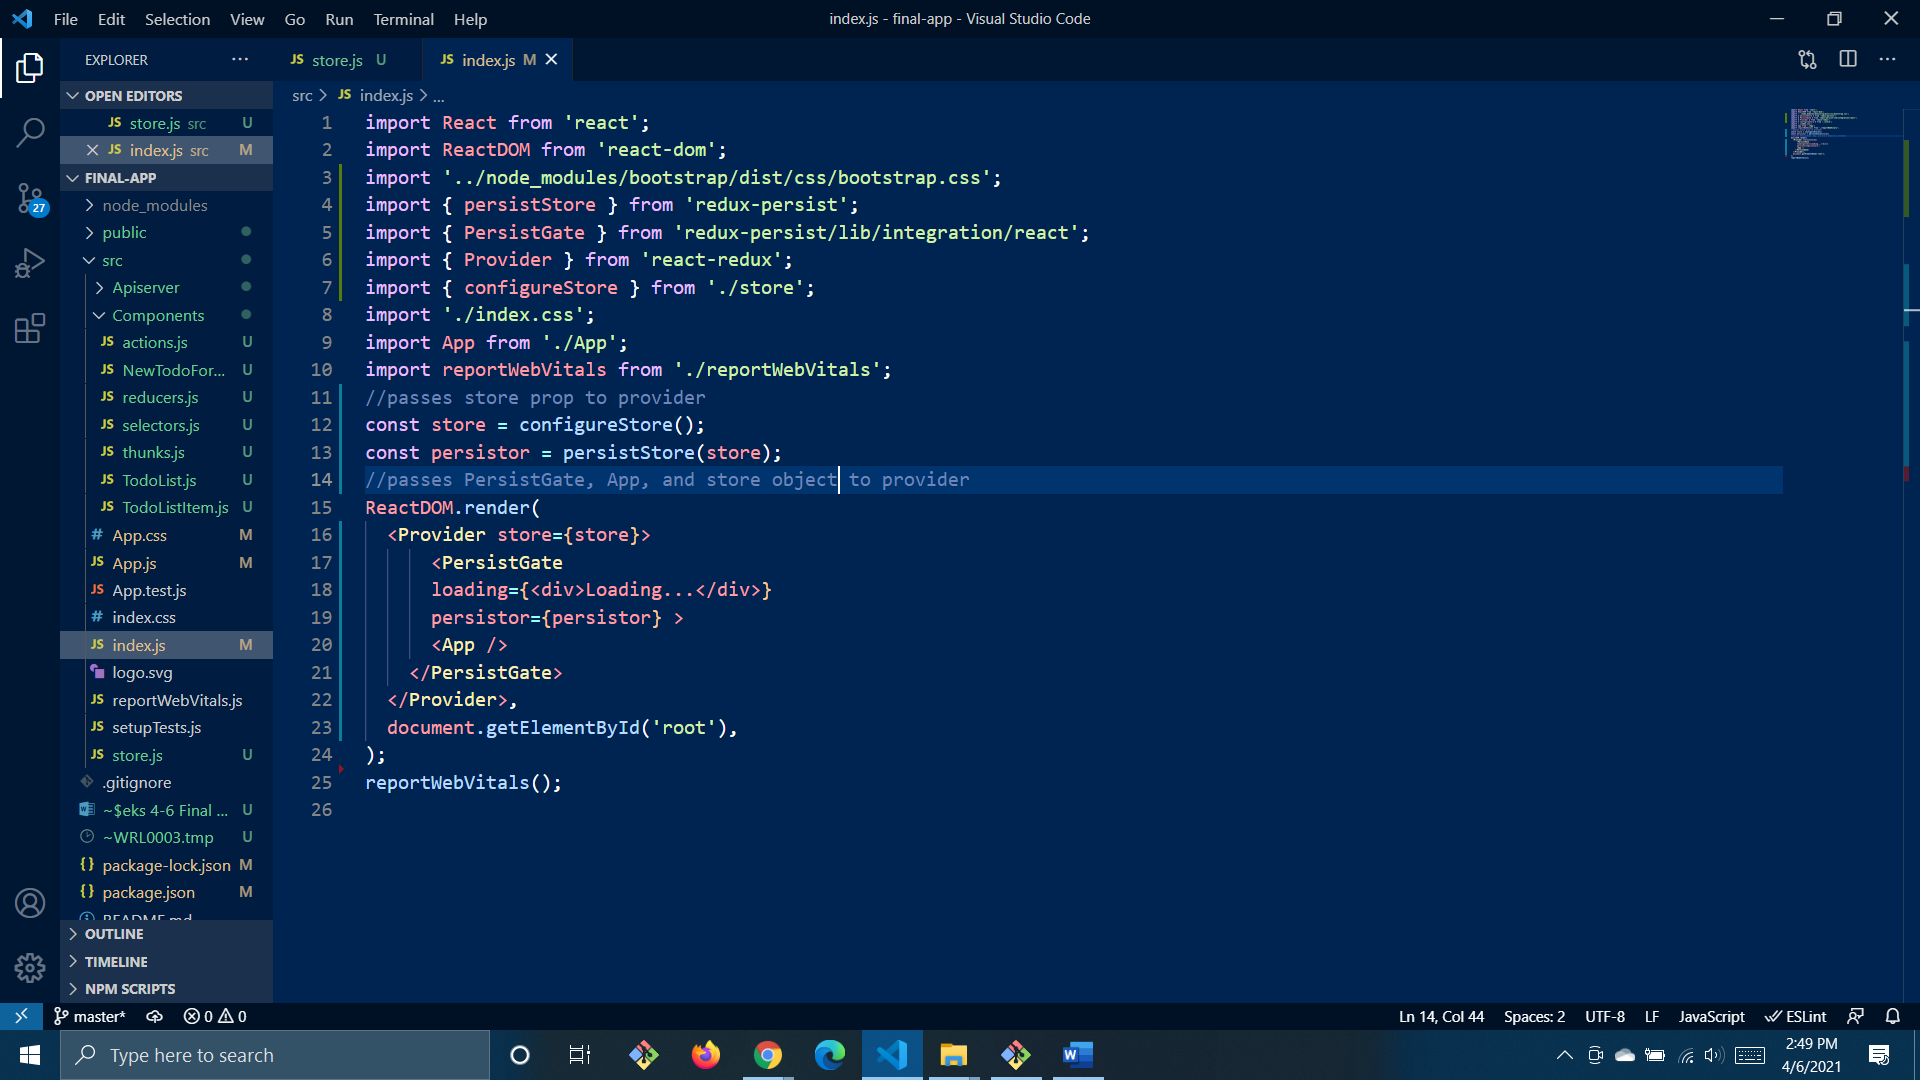 File Edit Selection View Go Run Terminal Help
index.js - final-app - Visual Studio Code
EXPLORER
OPEN EDITORS
JS store.js src U
JS index.js src M
FINAL-APP
node_modules
public
src
Apiserver
Components
JS actions.js U
JS NewTodoFor... U
JS reducers.js U
JS selectors.js U
JS thunks.js U
JS TodoList.js U
JS TodoListItem.js U
# App.css M
JS App.js M
JS App.test.js
# index.css
JS index.js M
logo.svg
JS reportWebVitals.js
JS setupTests.js
JS store.js U
.gitignore
~$eks 4-6 Final ... U
~WRL0003.tmp U
{} package-lock.json M
{} package.json M
README.md
OUTLINE
TIMELINE
NPM SCRIPTS
27
JS store.js U
JS index.js M
src > JS index.js > ...
1 import React from 'react';
2 import ReactDOM from 'react-dom';
3 import '../node_modules/bootstrap/dist/css/bootstrap.css';
4 import { persistStore } from 'redux-persist';
5 import { PersistGate } from 'redux-persist/lib/integration/react';
6 import { Provider } from 'react-redux';
7 import { configureStore } from './store';
8 import './index.css';
9 import App from './App';
10 import reportWebVitals from './reportWebVitals';
11 //passes store prop to provider
12 const store = configureStore();
13 const persistor = persistStore(store);
14 //passes PersistGate, App, and store object to provider
15 ReactDOM.render(
16 <Provider store={store}>
17 <PersistGate
18 loading={<div>Loading...</div>}
19 persistor={persistor} >
20 <App />
21 </PersistGate>
22 </Provider>,
23 document.getElementById('root'),
24 );
25 reportWebVitals();
26
master* 0 0
Ln 14, Col 44 Spaces: 2 UTF-8 LF JavaScript ESLint
Type here to search
2:49 PM
4/6/2021